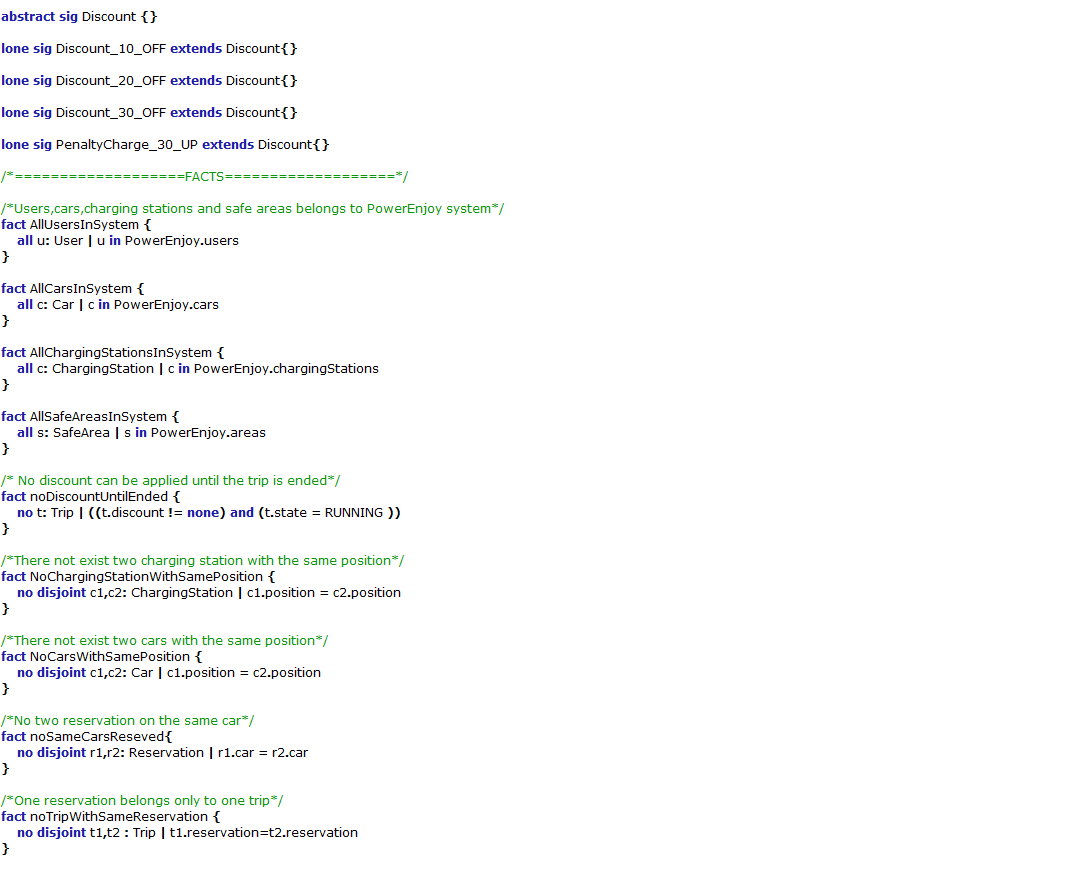 abstract sig Discount {}
lone sig Discount_10_OFF extends Discount{}
lone sig Discount_20_OFF extends Discount{}
lone sig Discount_30_OFF extends Discount{}
lone sig PenaltyCharge_30_UP extends Discount{}
/*===================FACTS===================*/
/*Users,cars,charging stations and safe areas belongs to PowerEnjoy system*/
fact AllUsersInSystem {
all u: User | u in PowerEnjoy.users
}
fact AllCarsInSystem {
all c: Car | c in PowerEnjoy.cars
}
fact AllChargingStationsInSystem {
all c: ChargingStation | c in PowerEnjoy.chargingStations
}
fact AllSafeAreasInSystem {
all s: SafeArea | s in PowerEnjoy.areas
}
/* No discount can be applied until the trip is ended*/
fact noDiscountUntilEnded {
no t: Trip | ((t.discount != none) and (t.state = RUNNING ))
}
/*There not exist two charging station with the same position*/
fact NoChargingStationWithSamePosition {
no disjoint c1,c2: ChargingStation | c1.position = c2.position
}
/*There not exist two cars with the same position*/
fact NoCarsWithSamePosition {
no disjoint c1,c2: Car | c1.position = c2.position
}
/*No two reservation on the same car*/
fact noSameCarsReseved{
no disjoint r1,r2: Reservation | r1.car = r2.car
}
/*One reservation belongs only to one trip*/
fact noTripWithSameReservation {
no disjoint t1,t2 : Trip | t1.reservation=t2.reservation
}